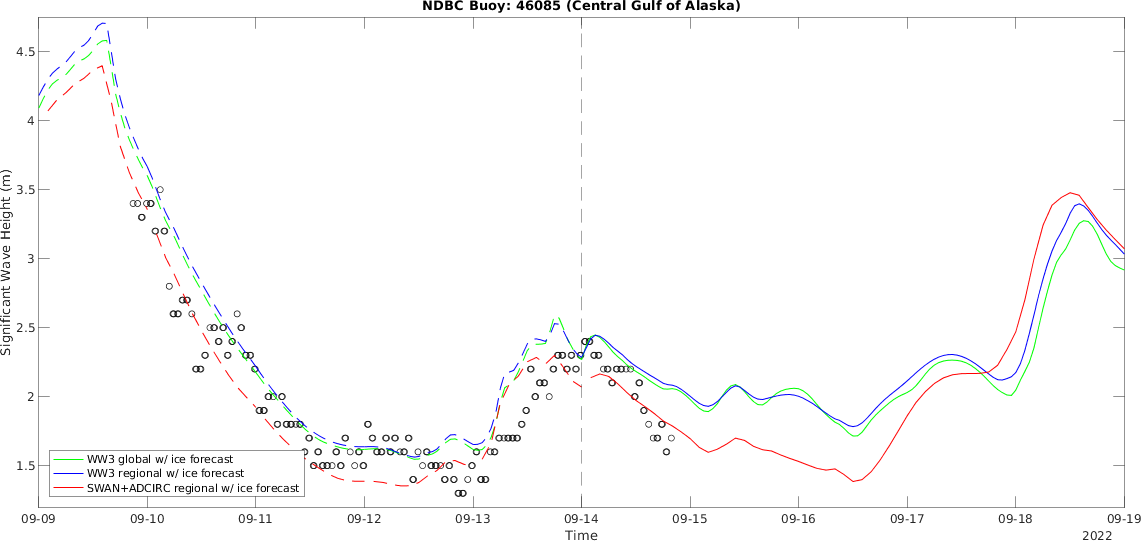 NDBC Buoy: 46085 (Central Gulf of Alaska)
4.5
4
3.5
3
2.5
2
1.5
Significant Wave Height (m)
WW3 global w/ ice forecast
WW3 regional w/ ice forecast
SWAN+ADCIRC regional w/ ice forecast
09-09 09-10 09-11 09-12 09-13 09-14 09-15 09-16 09-17 09-18 09-19
Time
2022